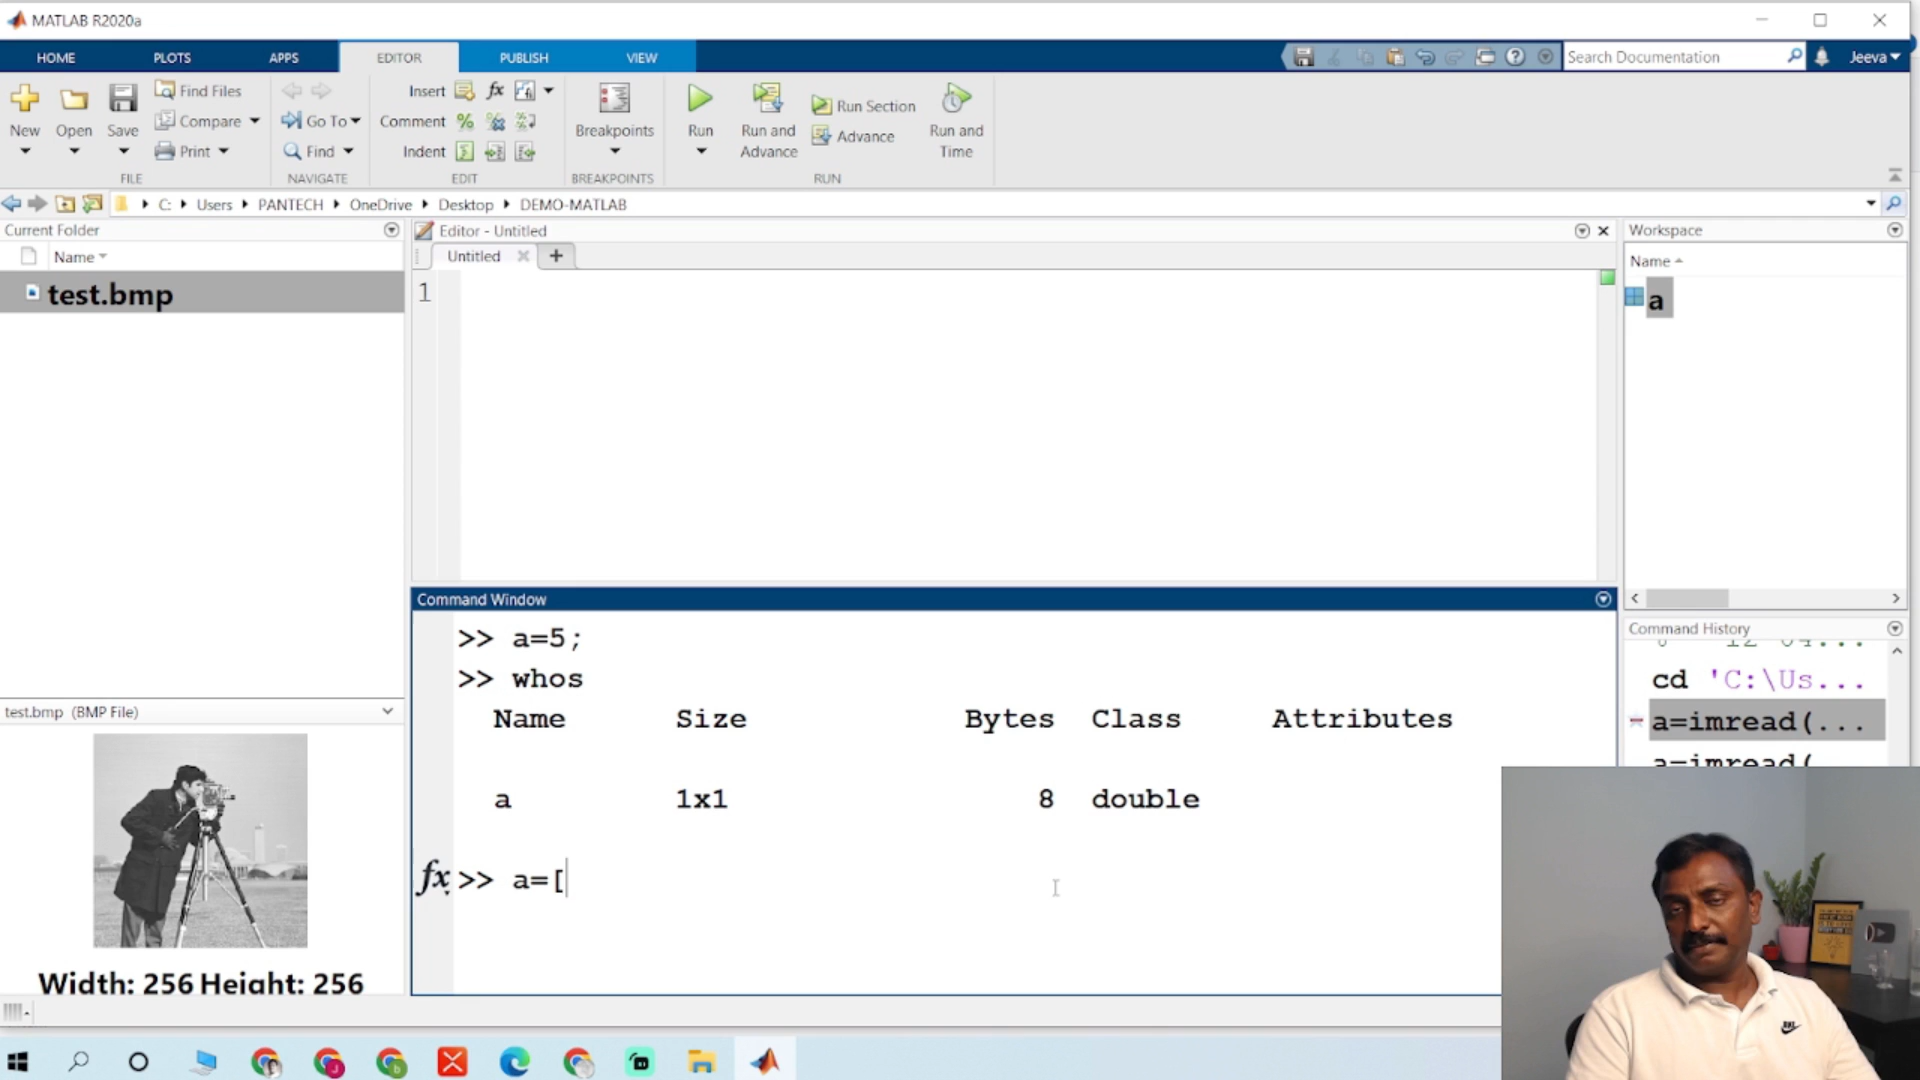 MATLAB R2020a
HOME PLOTS APPS EDITOR PUBLISH VIEW
Search Documentation
Jeeva
New Open Save
Find Files
Compare
Print
FILE
Go To
Find
NAVIGATE
Insert fx
Comment
Indent
EDIT
Breakpoints
BREAKPOINTS
Run
Run and
Advance
Run Section
Advance
Run and
Time
RUN
C: Users PANTECH OneDrive Desktop DEMO-MATLAB
Current Folder
Name
test.bmp
Editor - Untitled
Untitled
1
Workspace
Name
a
Command Window
>> a=5;
>> whos
Name Size Bytes Class Attributes
a 1x1 8 double
fx >> a=[
Command History
cd 'C:\Us...
a=imread(...
a=imread(
test.bmp (BMP File)
Width: 256 Height: 256